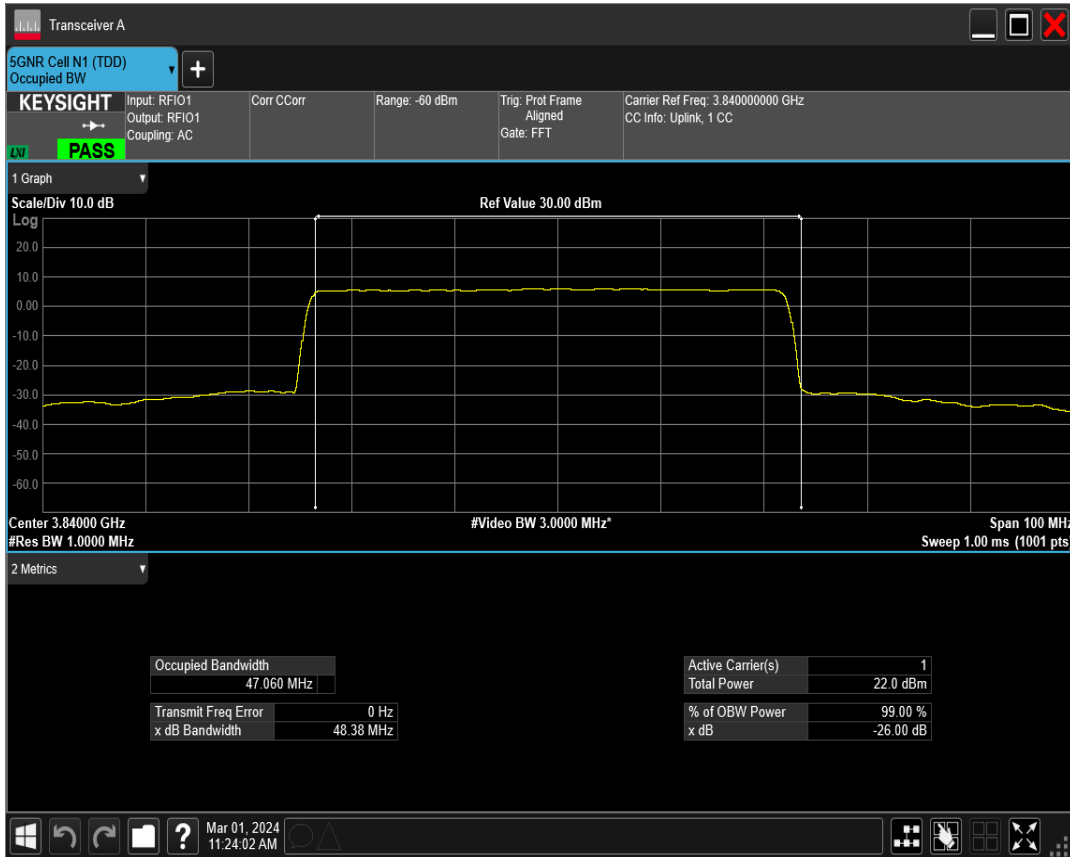 Transceiver A
5GNR Cell N1 (TDD)
Occupied BW
+
KEYSIGHT
LXI
PASS
Input: RFIO1
Output: RFIO1
Coupling: AC
Corr CCorr
Range: -60 dBm
Trig: Prot Frame
Aligned
Gate: FFT
Carrier Ref Freq: 3.840000000 GHz
CC Info: Uplink, 1 CC
1 Graph
Scale/Div 10.0 dB
Ref Value 30.00 dBm
Log
20.0
10.0
0.00
-10.0
-20.0
-30.0
-40.0
-50.0
-60.0
Center 3.84000 GHz
#Video BW 3.0000 MHz*
Span 100 MHz
#Res BW 1.0000 MHz
Sweep 1.00 ms (1001 pts)
2 Metrics
Occupied Bandwidth
47.060 MHz
Transmit Freq Error 0 Hz
x dB Bandwidth 48.38 MHz
Active Carrier(s) 1
Total Power 22.0 dBm
% of OBW Power 99.00 %
x dB -26.00 dB
?
Mar 01, 2024
11:24:02 AM